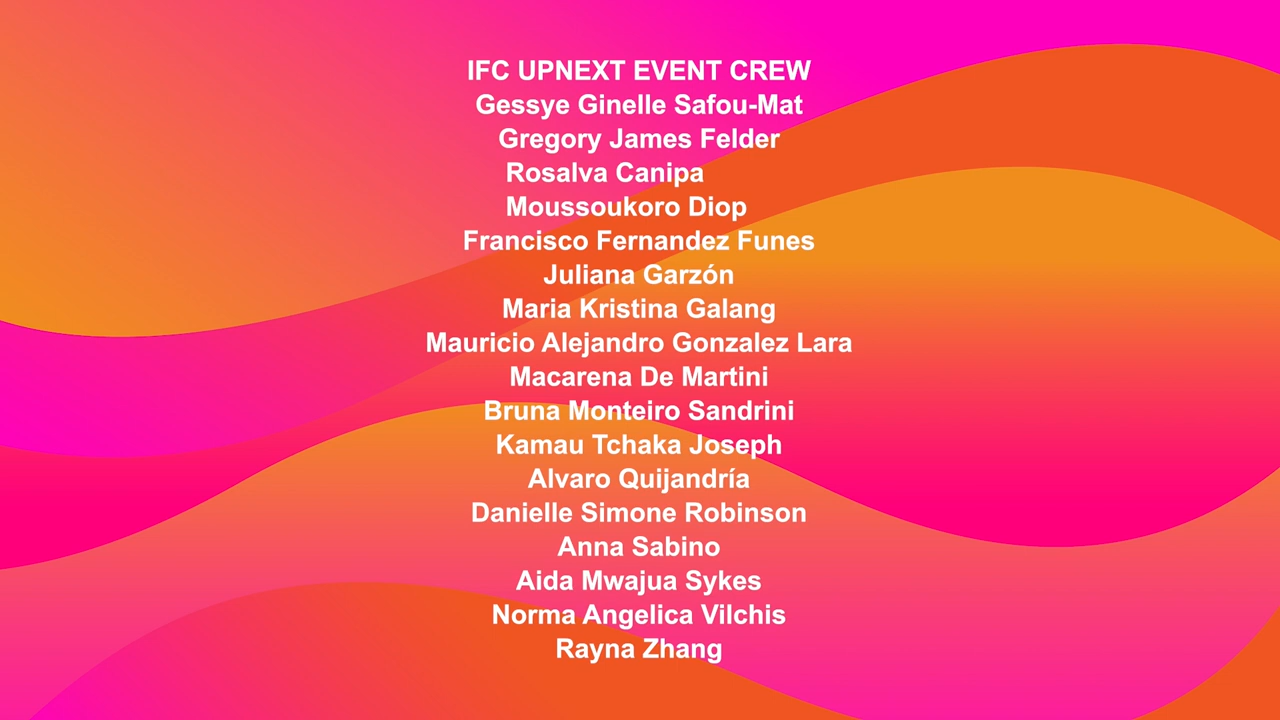 IFC UPNEXT EVENT CREW
Gessye Ginelle Safou-Mat
Gregory James Felder
Rosalva Canipa
Moussoukoro Diop
Francisco Fernandez Funes
Juliana Garzón
Maria Kristina Galang
Mauricio Alejandro Gonzalez Lara
Macarena De Martini
Bruna Monteiro Sandrini
Kamau Tchaka Joseph
Alvaro Quijandría
Danielle Simone Robinson
Anna Sabino
Aida Mwajua Sykes
Norma Angelica Vilchis
Rayna Zhang